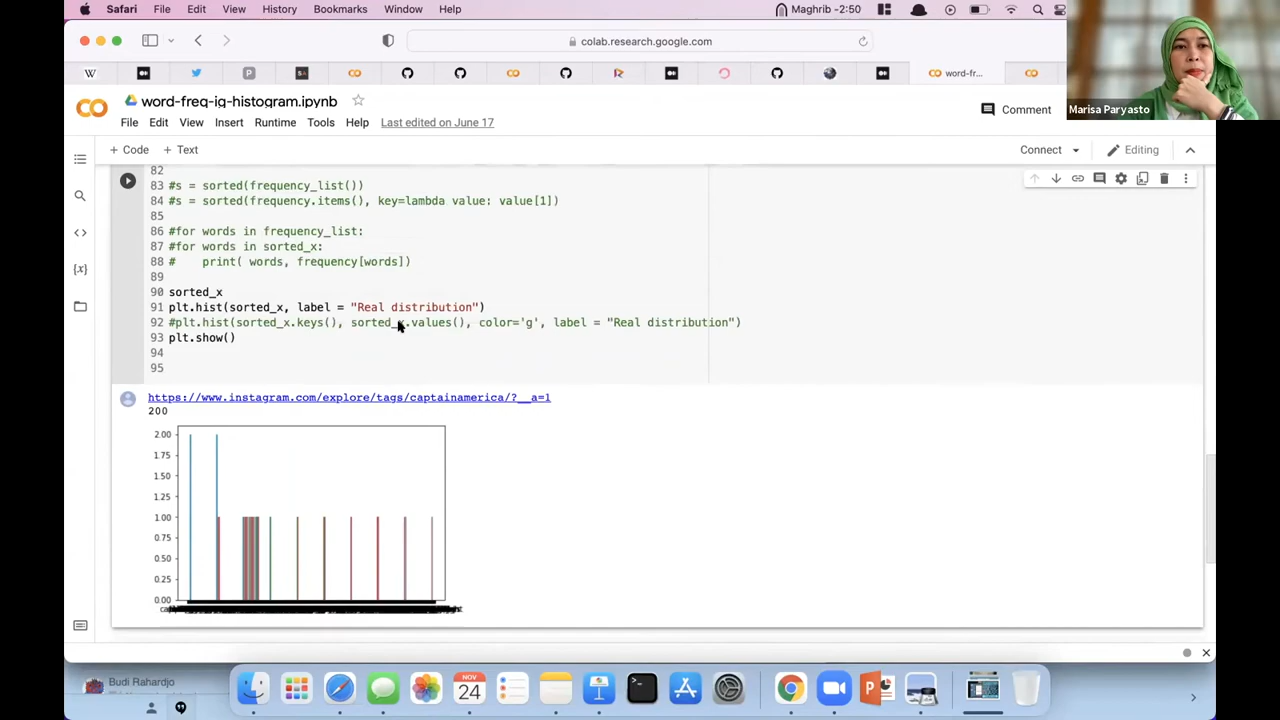 Safari File Edit View History Bookmarks Window Help Maghrib -2:50
colab.research.google.com
W P SA word-fr...
word-freq-ig-histogram.ipynb
Comment
Marisa Paryasto
File Edit View Insert Runtime Tools Help Last edited on June 17
+ Code + Text Connect Editing
82
83 #s = sorted(frequency_list())
84 #s = sorted(frequency.items(), key=lambda value: value[1])
85
86 #for words in frequency_list:
87 #for words in sorted_x:
88 #    print( words, frequency[words])
89
90 sorted_x
91 plt.hist(sorted_x, label = "Real distribution")
92 #plt.hist(sorted_x.keys(), sorted_x.values(), color='g', label = "Real distribution")
93 plt.show()
94
95
https://www.instagram.com/explore/tags/captainamerica/?__a=1
200
2.00
1.75
1.50
1.25
1.00
0.75
0.50
0.25
0.00
Budi Rahardjo
NOV
24